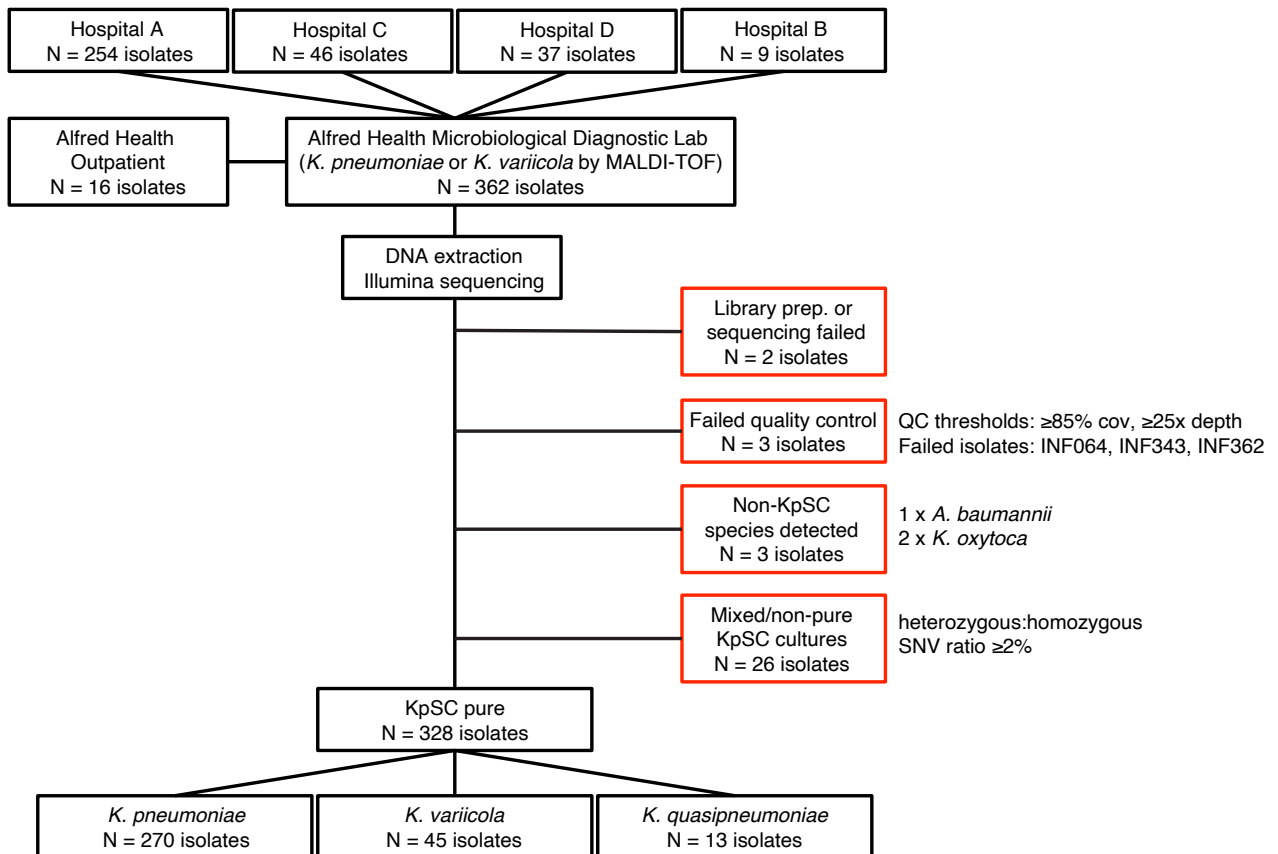 Hospital A
N = 254 isolates
Hospital C
N = 46 isolates
Hospital D
N = 37 isolates
Hospital B
N = 9 isolates
Alfred Health
Outpatient
N = 16 isolates
Alfred Health Microbiological Diagnostic Lab
(K. pneumoniae or K. variicola by MALDI-TOF)
N = 362 isolates
DNA extraction
Illumina sequencing
Library prep. or
sequencing failed
N = 2 isolates
Failed quality control
N = 3 isolates
QC thresholds: ≥85% cov, ≥25x depth
Failed isolates: INF064, INF343, INF362
Non-KpSC
species detected
N = 3 isolates
1 x A. baumannii
2 x K. oxytoca
Mixed/non-pure
KpSC cultures
N = 26 isolates
heterozygous:homozygous
SNV ratio ≥2%
KpSC pure
N = 328 isolates
K. pneumoniae
N = 270 isolates
K. variicola
N = 45 isolates
K. quasipneumoniae
N = 13 isolates